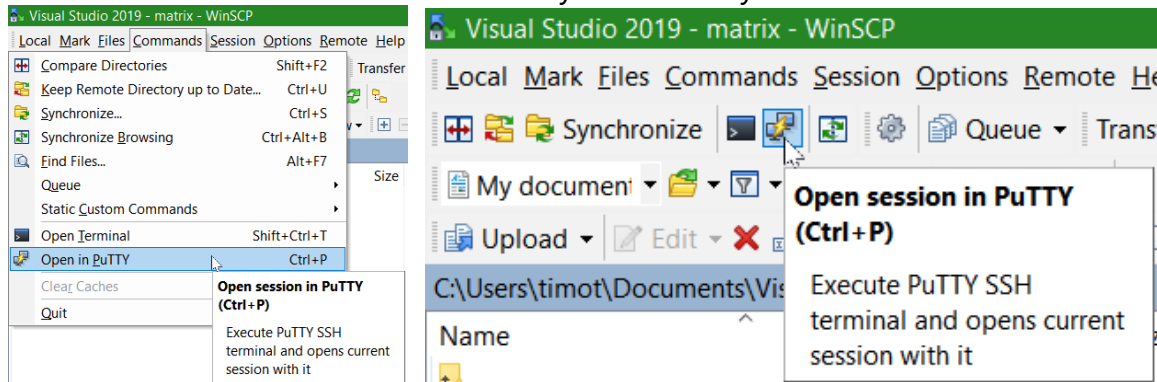 Visual Studio 2019 - matrix - WinSCP
Local Mark Files Commands Session Options Remote Help
Compare Directories Shift+F2
Transfer
Keep Remote Directory up to Date... Ctrl+U
Synchronize... Ctrl+S
Synchronize Browsing Ctrl+Alt+B
Find Files... Alt+F7
Queue
Size
Static Custom Commands
Open Terminal Shift+Ctrl+T
Open in PuTTY Ctrl+P
Clear Caches
Quit
Open session in PuTTY
(Ctrl+P)
Execute PuTTY SSH
terminal and opens current
session with it
Visual Studio 2019 - matrix - WinSCP
Local Mark Files Commands Session Options Remote He
Synchronize Queue Trans
My document
Upload Edit
C:\Users\timot\Documents\Vis
Name
Open session in PuTTY
(Ctrl+P)
Execute PuTTY SSH
terminal and opens current
session with it